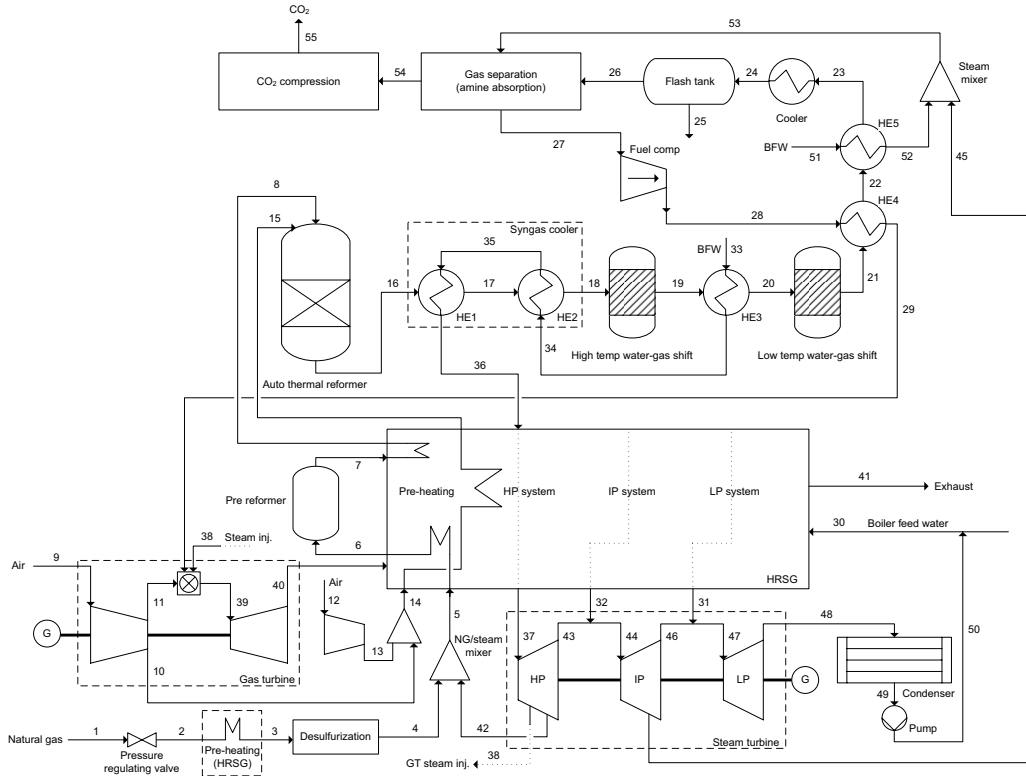 CO₂
55
53
CO₂ compression
54
Gas separation
(amine absorption)
26
Flash tank
24
23
Cooler
25
Steam
mixer
HE5
BFW
51
52
45
27
Fuel comp
22
HE4
28
8
15
Syngas cooler
35
BFW
33
21
16
17
18
19
20
29
HE1
HE2
HE3
34
36
High temp water-gas shift
Low temp water-gas shift
Auto thermal reformer
7
Pre reformer
Pre-heating
HP system
IP system
LP system
41
Exhaust
6
30
Boiler feed water
HRSG
38
Steam inj.
Air
9
40
Air
12
14
5
32
31
48
11
39
G
NG/steam
mixer
37
43
44
46
47
50
13
10
Gas turbine
HP
IP
LP
G
49
Condenser
Pump
Natural gas
1
2
3
Desulfurization
4
42
Steam turbine
Pressure
regulating valve
Pre-heating
(HRSG)
GT steam inj.
38